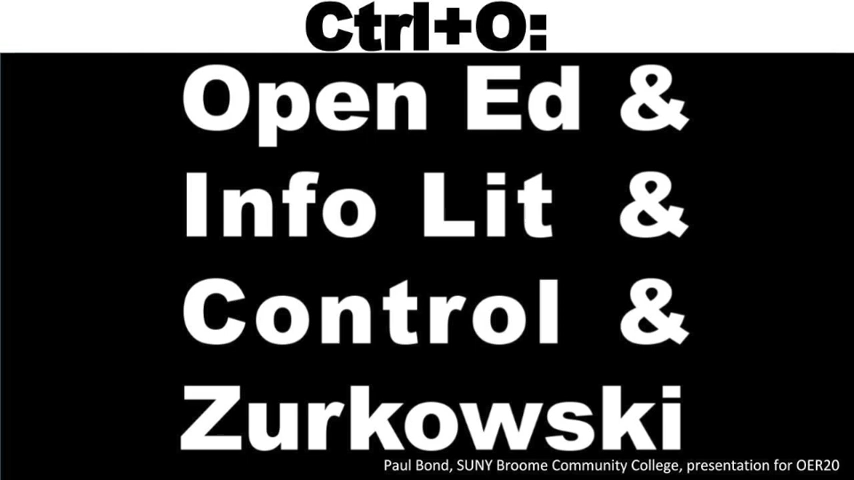 Ctrl+O:
Open Ed &
Info Lit &
Control &
Zurkowski
Paul Bond, SUNY Broome Community College, presentation for OER20